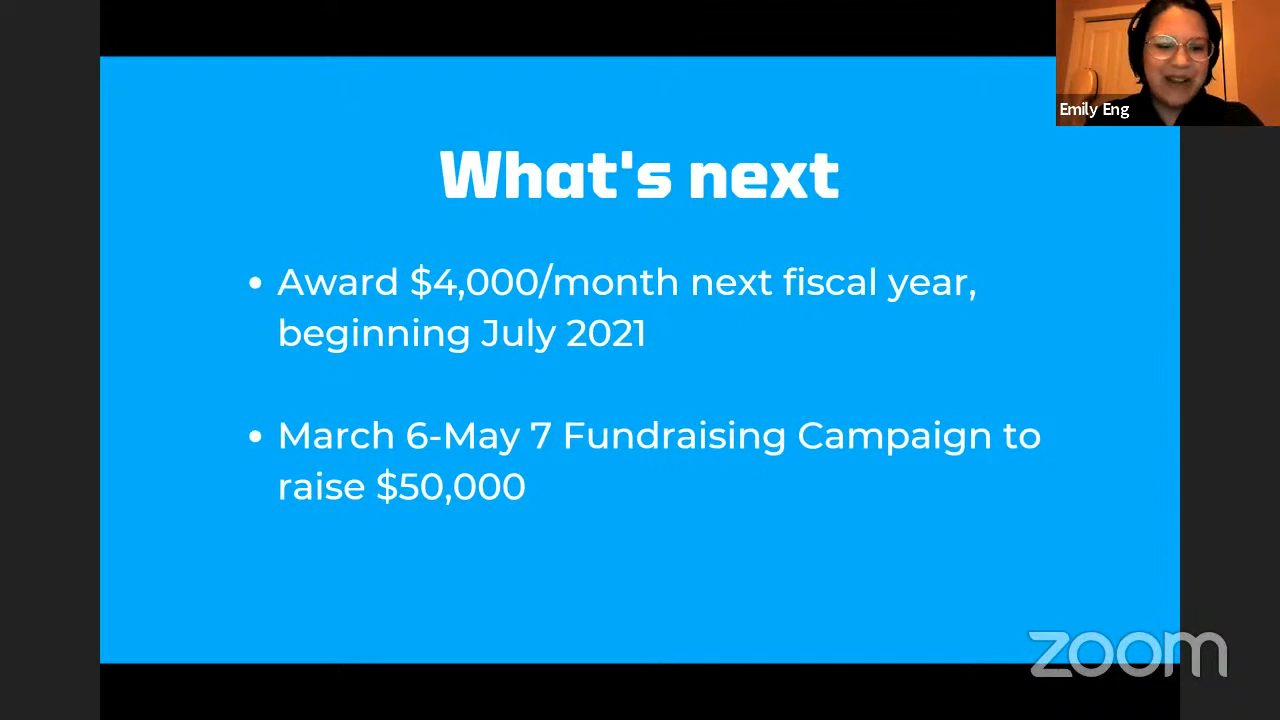 Emily Eng
What's next
• Award $4,000/month next fiscal year,
beginning July 2021
• March 6-May 7 Fundraising Campaign to
raise $50,000
zoom